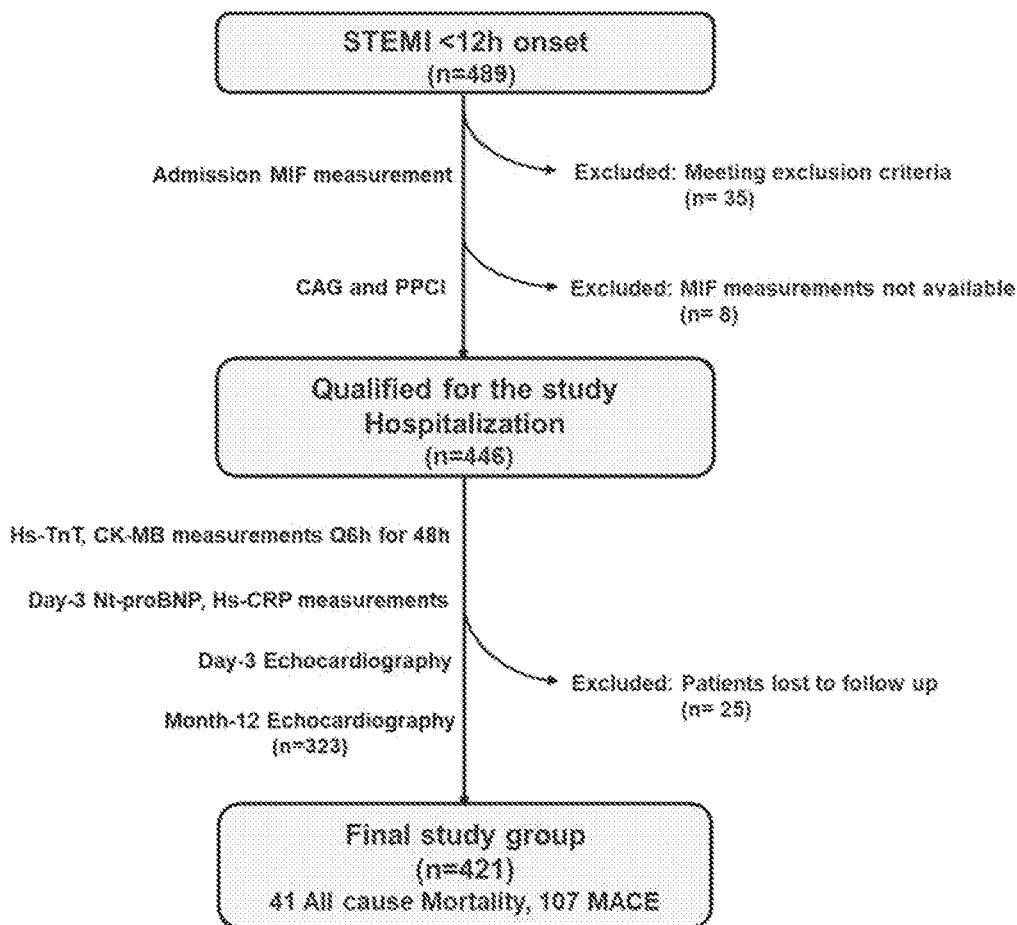 STEMI <12h onset
(n=489)
Admission MIF measurement
Excluded: Meeting exclusion criteria
(n= 35)
CAG and PPCI
Excluded: MIF measurements not available
(n= 8)
Qualified for the study
Hospitalization
(n=446)
Hs-TnT, CK-MB measurements Q6h for 48h
Day-3 Nt-proBNP, Hs-CRP measurements
Day-3 Echocardiography
Excluded: Patients lost to follow up
(n= 25)
Month-12 Echocardiography
(n=323)
Final study group
(n=421)
41 All cause Mortality, 107 MACE